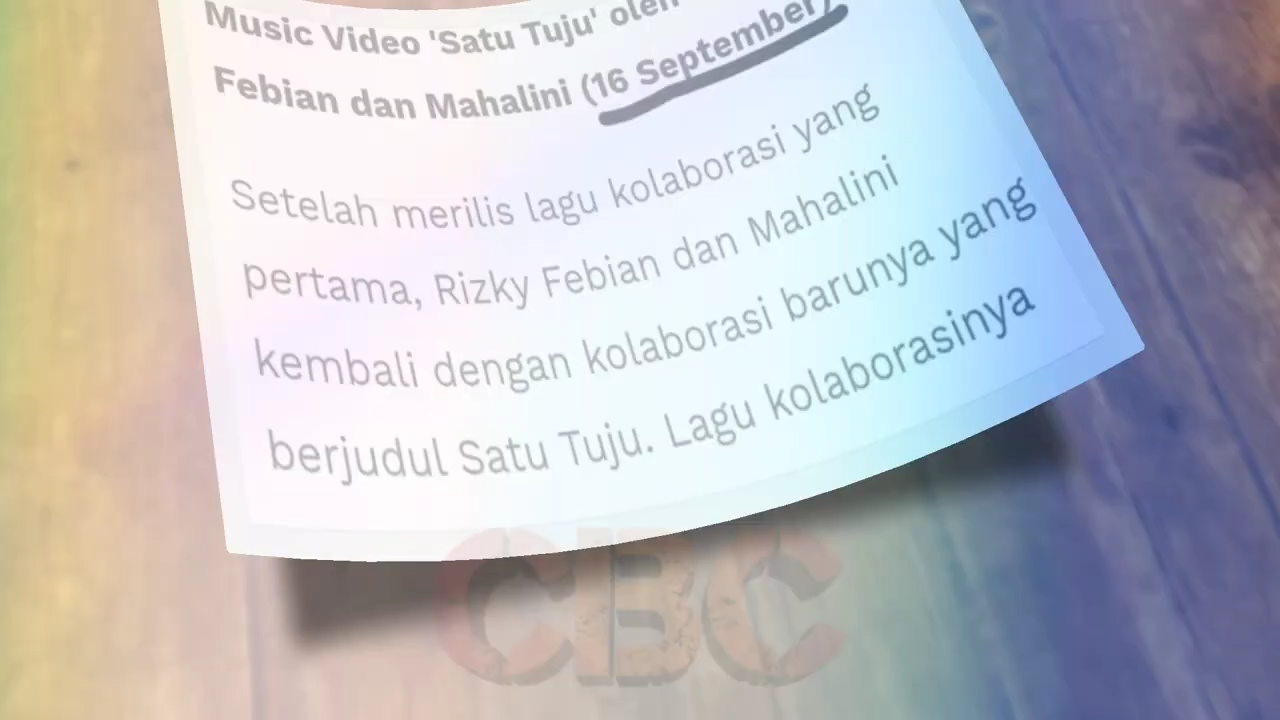 Music Video 'Satu Tuju' oleh
Febian dan Mahalini (16 September)
Setelah merilis lagu kolaborasi yang
pertama, Rizky Febian dan Mahalini
kembali dengan kolaborasi barunya yang
berjudul Satu Tuju. Lagu kolaborasinya
CBC